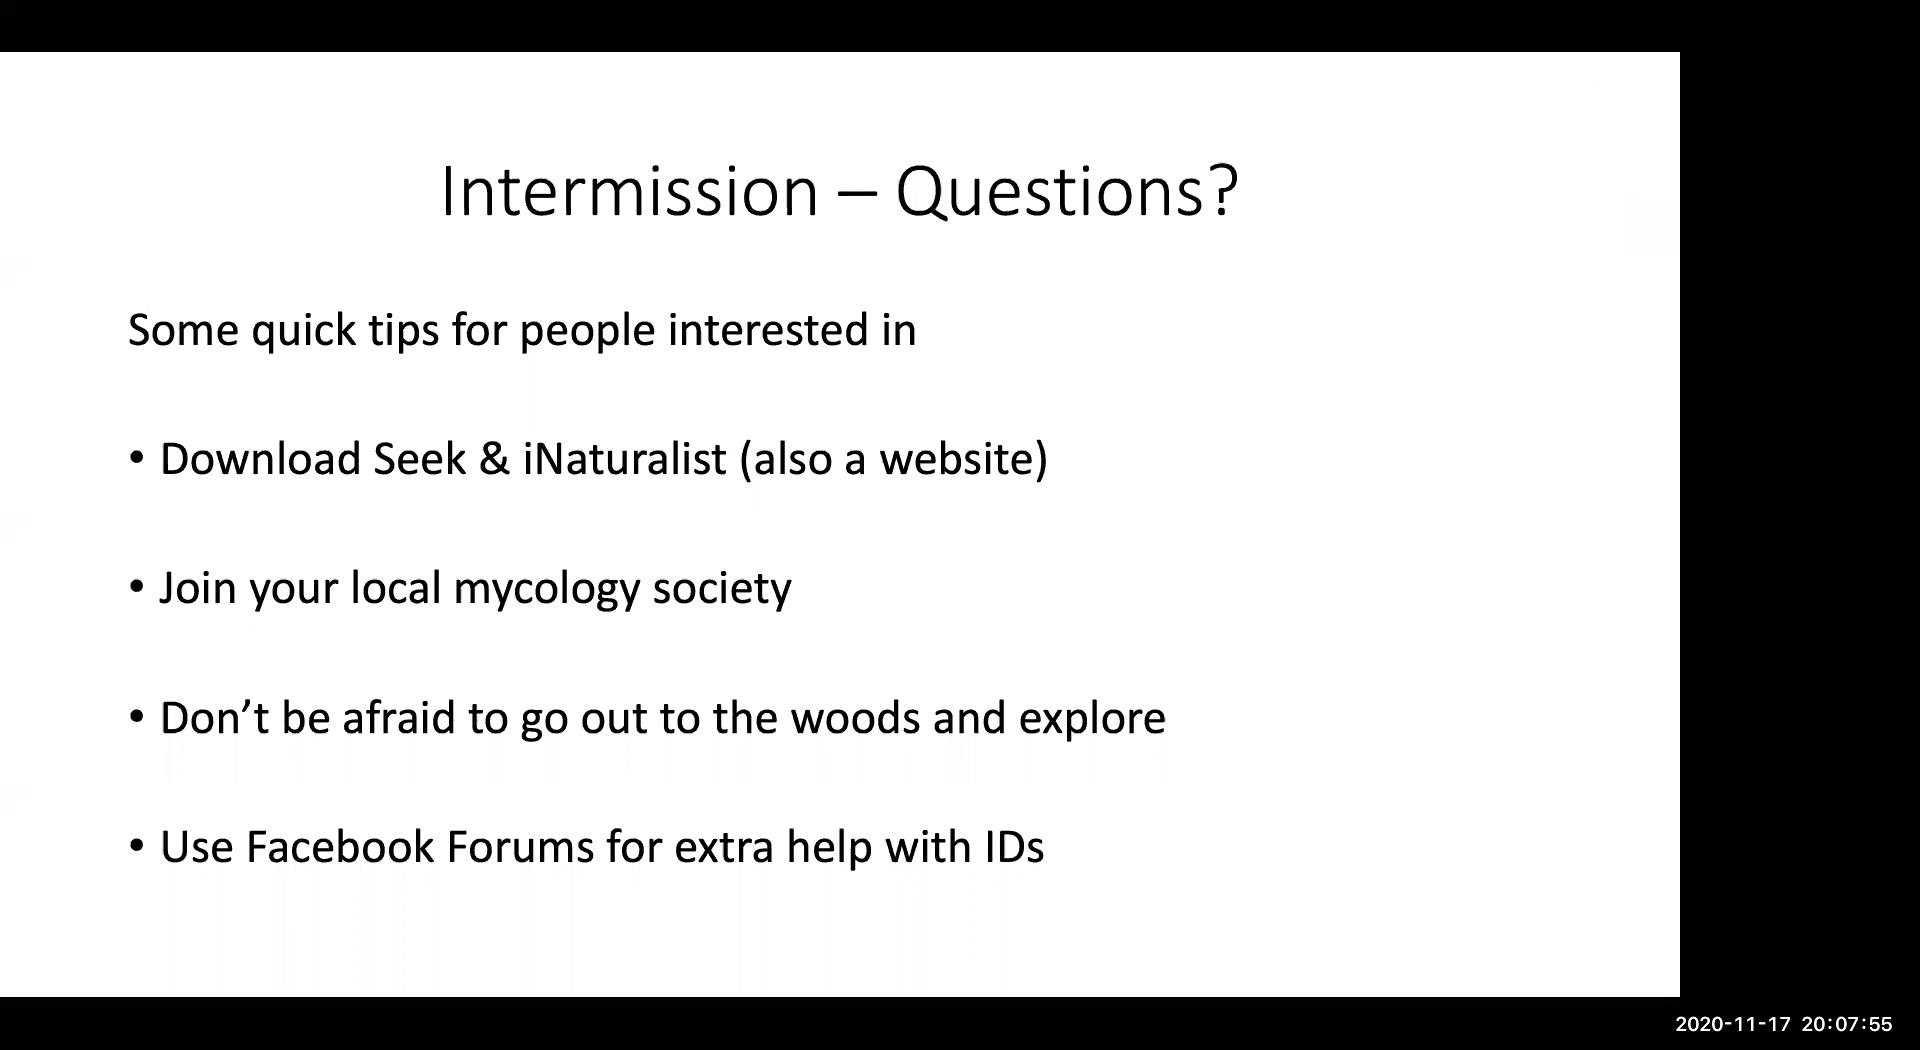 Intermission – Questions?
Some quick tips for people interested in
• Download Seek & iNaturalist (also a website)
• Join your local mycology society
• Don’t be afraid to go out to the woods and explore
• Use Facebook Forums for extra help with IDs
2020-11-17 20:07:55